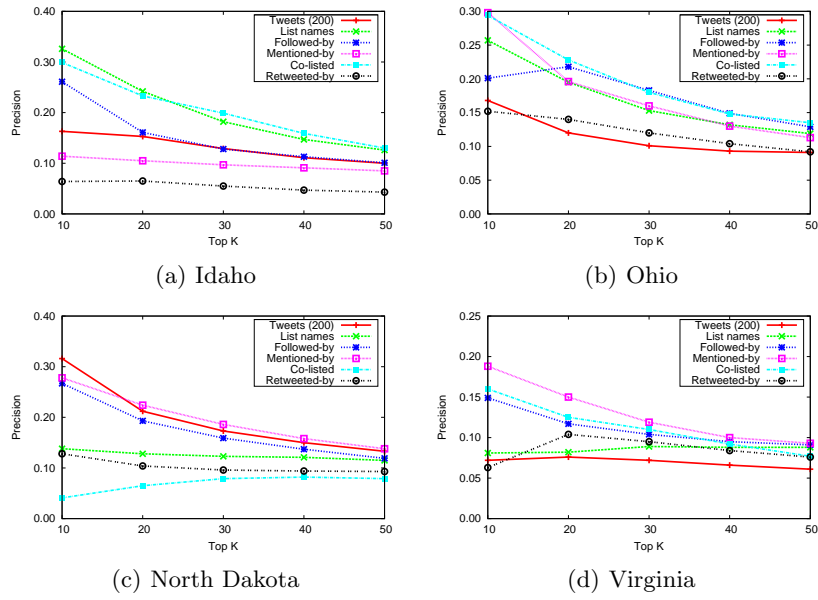 0.40
0.30
0.20
0.10
0.00
Precision
10 20 30 40 50
Top K
Tweets (200)
List names
Followed-by
Mentioned-by
Co-listed
Retweeted-by
(a) Idaho
0.30
0.25
0.20
0.15
0.10
0.05
0.00
Precision
10 20 30 40 50
Top K
Tweets (200)
List names
Followed-by
Mentioned-by
Co-listed
Retweeted-by
(b) Ohio
0.40
0.30
0.20
0.10
0.00
Precision
10 20 30 40 50
Top K
Tweets (200)
List names
Followed-by
Mentioned-by
Co-listed
Retweeted-by
(c) North Dakota
0.25
0.20
0.15
0.10
0.05
0.00
Precision
10 20 30 40 50
Top K
Tweets (200)
List names
Followed-by
Mentioned-by
Co-listed
Retweeted-by
(d) Virginia